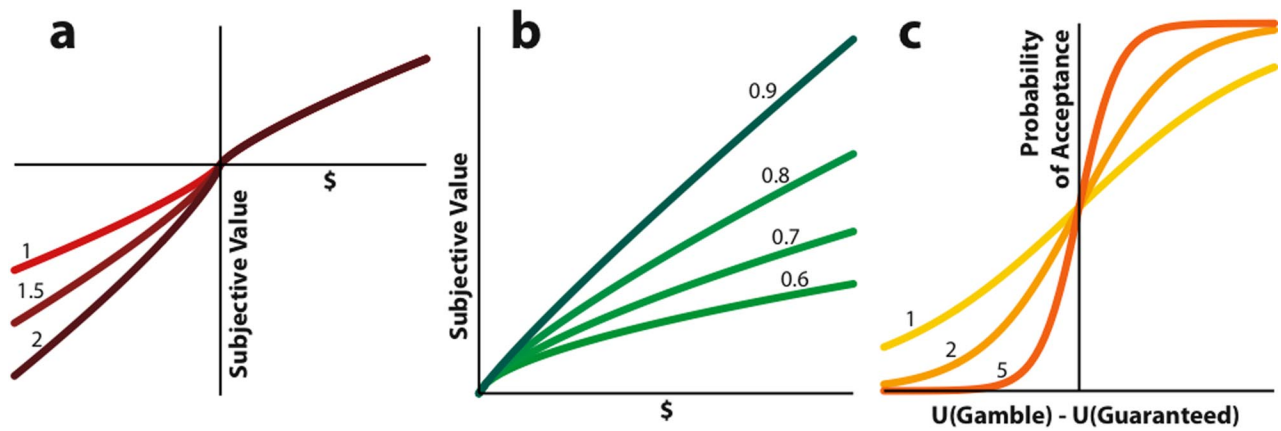 a
$
Subjective Value
1
1.5
2
b
Subjective Value
0.9
0.8
0.7
0.6
$
c
Probability
of Acceptance
1
2
5
U(Gamble) - U(Guaranteed)